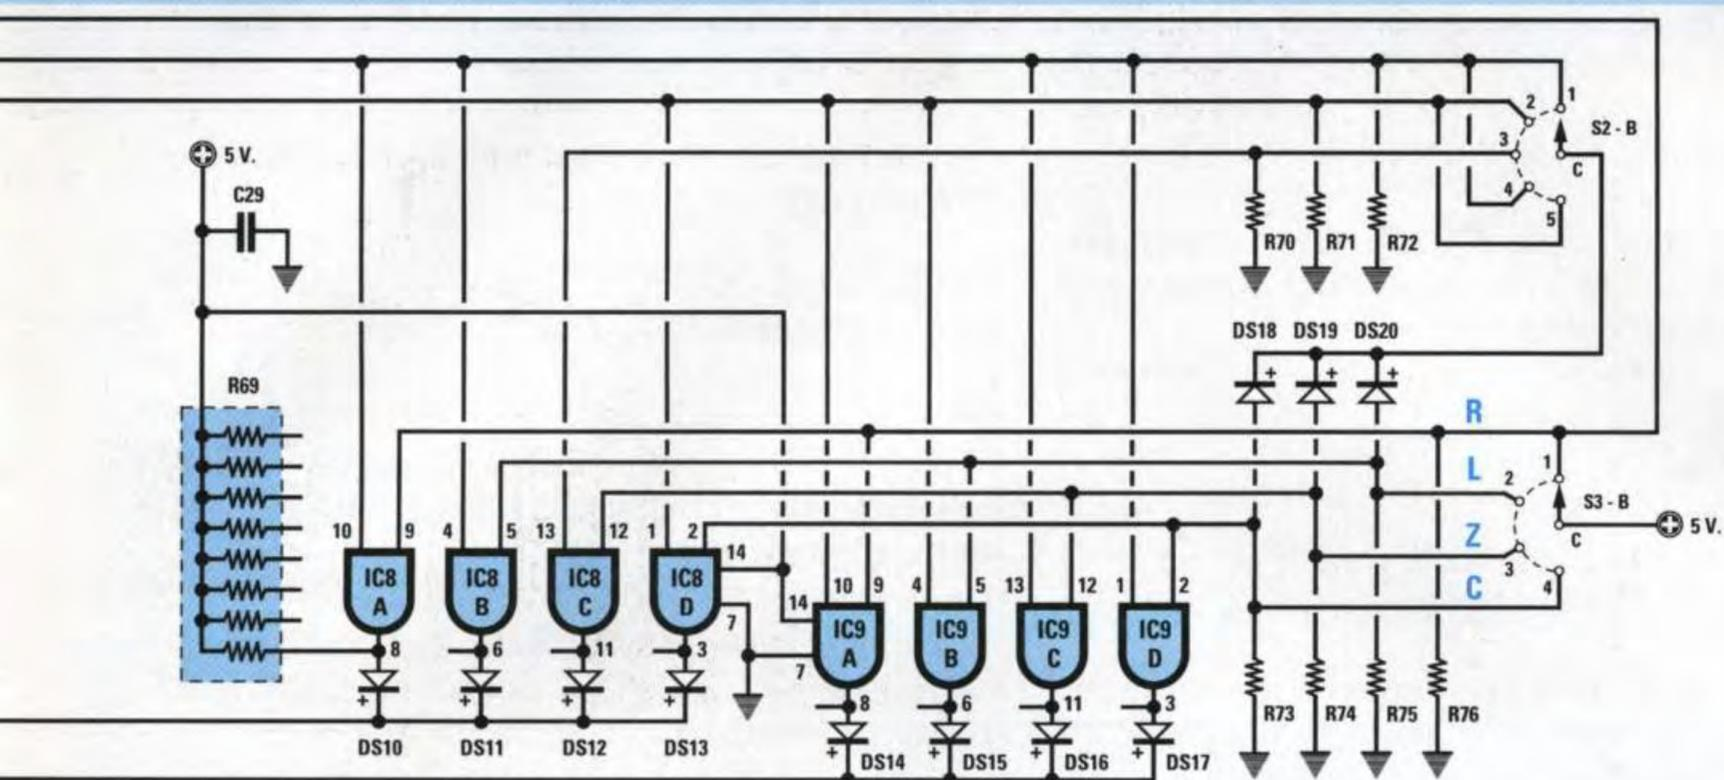 1
2
S2 - B
3
5 V.
C
C29
4
5
R70
R71
R72
DS18
DS19
DS20
+
+
+
R69
R
L
1
2
S3 - B
10
9
4
5
13
12
1
2
5 V.
14
Z
C
3
IC8
A
IC8
B
IC8
C
IC8
D
10
9
4
5
13
12
1
2
C
4
14
7
IC9
A
IC9
B
IC9
C
IC9
D
8
6
11
3
7
+
+
+
+
8
6
11
3
R73
R74
R75
R76
DS10
DS11
DS12
DS13
+
DS14
+
DS15
+
DS16
+
DS17